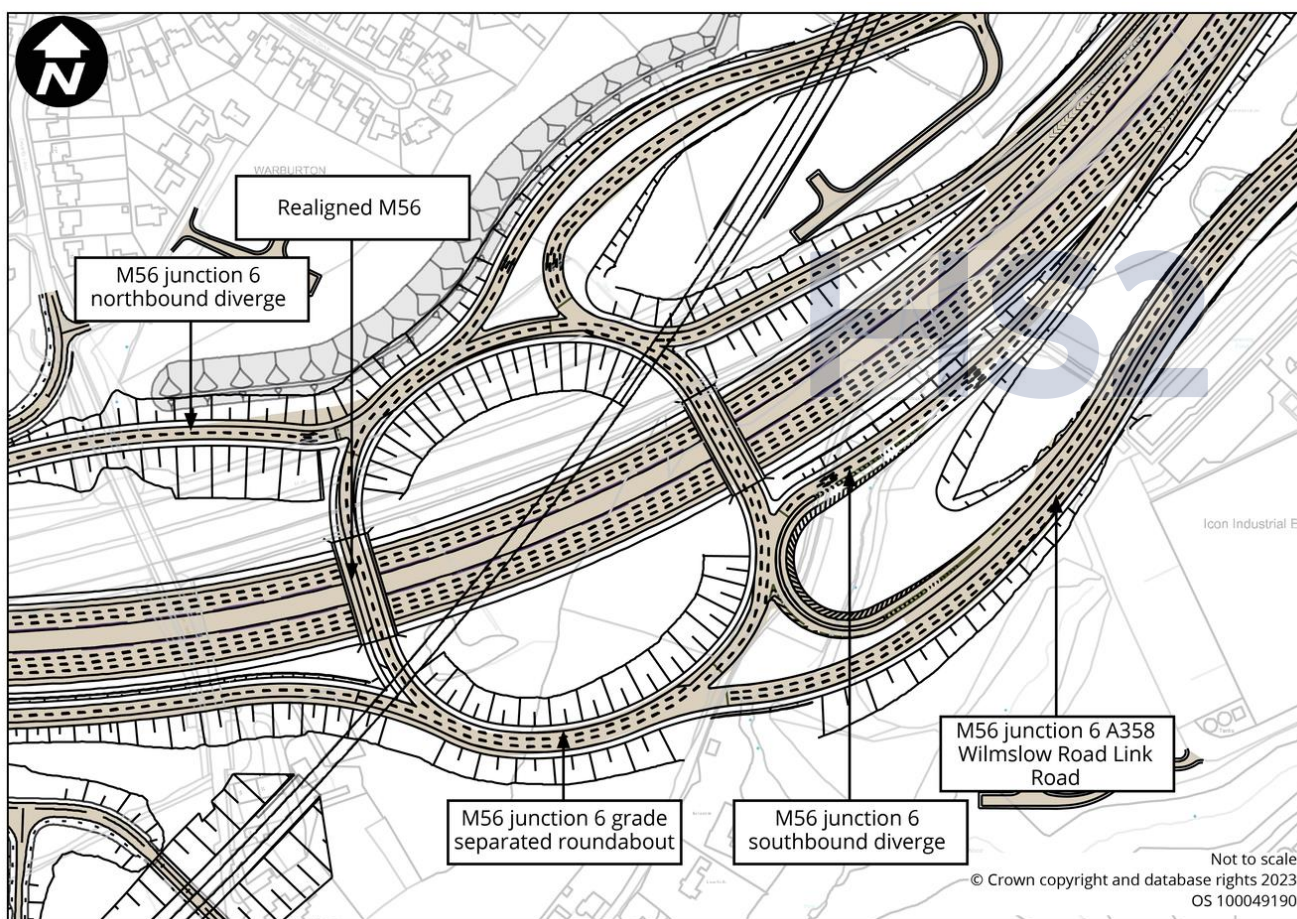 N
WARBURTON
Realigned M56
M56 junction 6
northbound diverge
HS2
Icon Industrial E
M56 junction 6 A358
Wilmslow Road Link
Road
M56 junction 6 grade
separated roundabout
M56 junction 6
southbound diverge
Not to scale
© Crown copyright and database rights 2023
OS 100049190